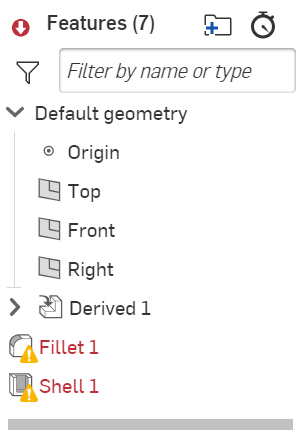 Features (7)
Filter by name or type
Default geometry
Origin
Top
Front
Right
Derived 1
Fillet 1
Shell 1